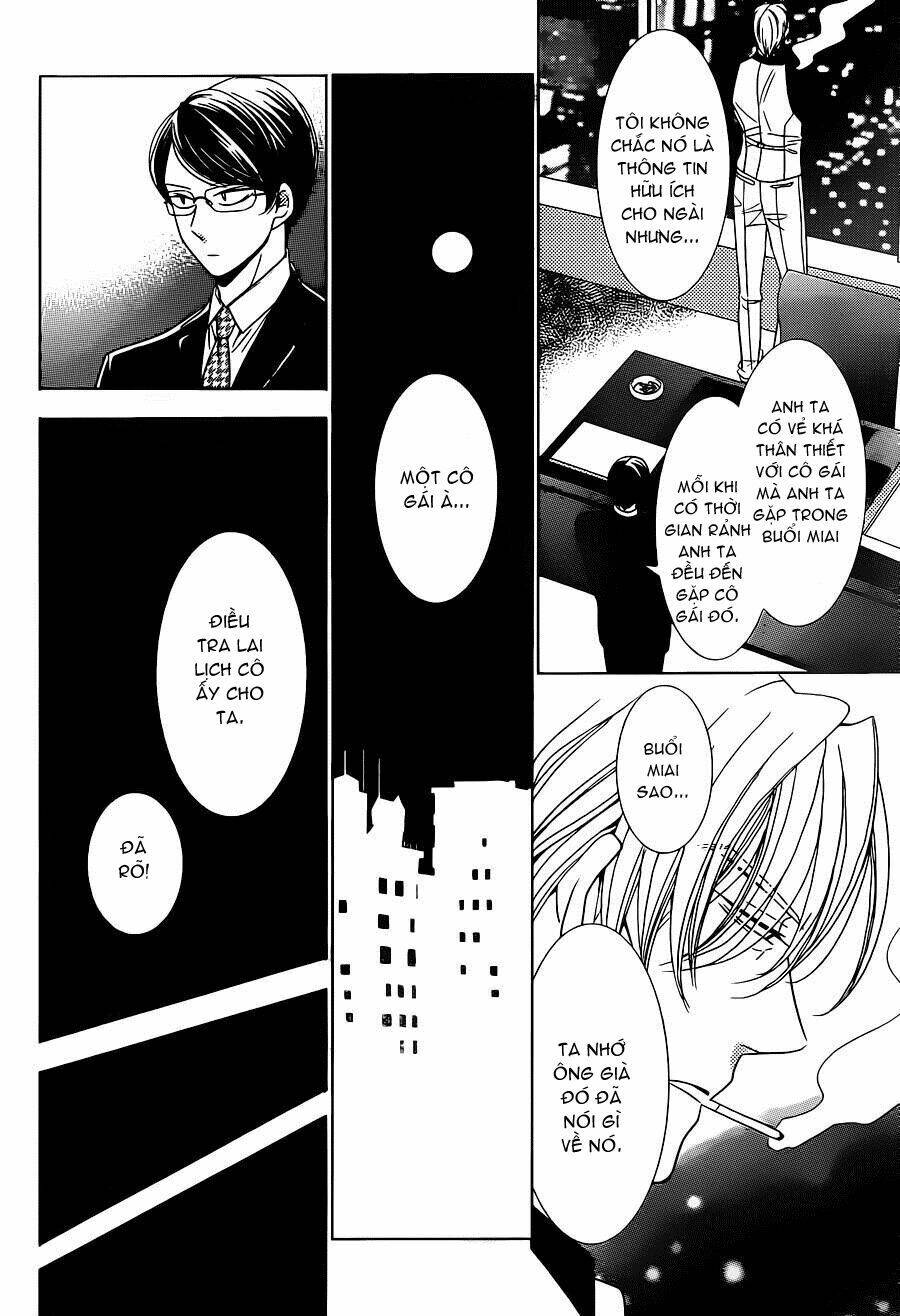 TÔI KHÔNG
CHẮC NÓ LÀ
THÔNG TIN
HỮU ÍCH
CHO NGÀI
NHƯNG...
ANH TA
CÓ VẺ KHÁ
THÂN THIẾT
VỚI CÔ GÁI
MÀ ANH TA
GẶP TRONG
BUỔI MIAI
MỖI KHI
CÓ THỜI
GIAN RẢNH
ANH TA
ĐỀU ĐẾN
GẶP CÔ
GÁI ĐÓ.
BUỔI
MIAI
SAO...
TA NHỚ
ÔNG GIÀ
ĐÓ ĐÃ
NÓI GÌ
VỀ NÓ.
MỘT CÔ
GÁI À...
ĐIỀU
TRA LAI
LỊCH CÔ
ẤY CHO
TA.
ĐÃ
RÕ!